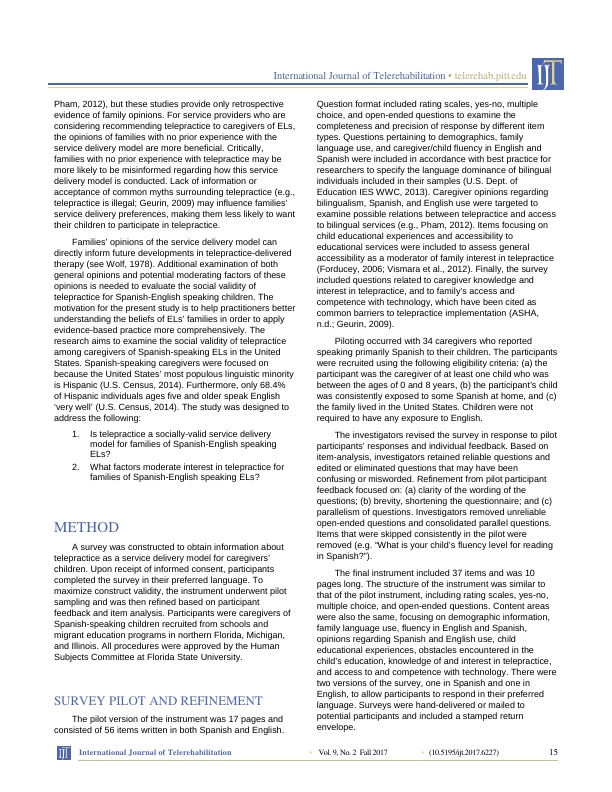 International Journal of Telerehabilitation • telerehab.pitt.edu
IJT
Pham, 2012), but these studies provide only retrospective
evidence of family opinions. For service providers who are
considering recommending telepractice to caregivers of ELs,
the opinions of families with no prior experience with the
service delivery model are more beneficial. Critically,
families with no prior experience with telepractice may be
more likely to be misinformed regarding how this service
delivery model is conducted. Lack of information or
acceptance of common myths surrounding telepractice (e.g.,
telepractice is illegal; Geurin, 2009) may influence families’
service delivery preferences, making them less likely to want
their children to participate in telepractice.
Families’ opinions of the service delivery model can
directly inform future developments in telepractice-delivered
therapy (see Wolf, 1978). Additional examination of both
general opinions and potential moderating factors of these
opinions is needed to evaluate the social validity of
telepractice for Spanish-English speaking children. The
motivation for the present study is to help practitioners better
understanding the beliefs of ELs’ families in order to apply
evidence-based practice more comprehensively. The
research aims to examine the social validity of telepractice
among caregivers of Spanish-speaking ELs in the United
States. Spanish-speaking caregivers were focused on
because the United States’ most populous linguistic minority
is Hispanic (U.S. Census, 2014). Furthermore, only 68.4%
of Hispanic individuals ages five and older speak English
‘very well’ (U.S. Census, 2014). The study was designed to
address the following:
1. Is telepractice a socially-valid service delivery
model for families of Spanish-English speaking
ELs?
2. What factors moderate interest in telepractice for
families of Spanish-English speaking ELs?
METHOD
A survey was constructed to obtain information about
telepractice as a service delivery model for caregivers’
children. Upon receipt of informed consent, participants
completed the survey in their preferred language. To
maximize construct validity, the instrument underwent pilot
sampling and was then refined based on participant
feedback and item analysis. Participants were caregivers of
Spanish-speaking children recruited from schools and
migrant education programs in northern Florida, Michigan,
and Illinois. All procedures were approved by the Human
Subjects Committee at Florida State University.
SURVEY PILOT AND REFINEMENT
The pilot version of the instrument was 17 pages and
consisted of 56 items written in both Spanish and English.
Question format included rating scales, yes-no, multiple
choice, and open-ended questions to examine the
completeness and precision of response by different item
types. Questions pertaining to demographics, family
language use, and caregiver/child fluency in English and
Spanish were included in accordance with best practice for
researchers to specify the language dominance of bilingual
individuals included in their samples (U.S. Dept. of
Education IES WWC, 2013). Caregiver opinions regarding
bilingualism, Spanish, and English use were targeted to
examine possible relations between telepractice and access
to bilingual services (e.g., Pham, 2012). Items focusing on
child educational experiences and accessibility to
educational services were included to assess general
accessibility as a moderator of family interest in telepractice
(Forducey, 2006; Vismara et al., 2012). Finally, the survey
included questions related to caregiver knowledge and
interest in telepractice, and to family’s access and
competence with technology, which have been cited as
common barriers to telepractice implementation (ASHA,
n.d.; Geurin, 2009).
Piloting occurred with 34 caregivers who reported
speaking primarily Spanish to their children. The participants
were recruited using the following eligibility criteria: (a) the
participant was the caregiver of at least one child who was
between the ages of 0 and 8 years, (b) the participant’s child
was consistently exposed to some Spanish at home, and (c)
the family lived in the United States. Children were not
required to have any exposure to English.
The investigators revised the survey in response to pilot
participants’ responses and individual feedback. Based on
item-analysis, investigators retained reliable questions and
edited or eliminated questions that may have been
confusing or misworded. Refinement from pilot participant
feedback focused on: (a) clarity of the wording of the
questions; (b) brevity, shortening the questionnaire; and (c)
parallelism of questions. Investigators removed unreliable
open-ended questions and consolidated parallel questions.
Items that were skipped consistently in the pilot were
removed (e.g. “What is your child’s fluency level for reading
in Spanish?”).
The final instrument included 37 items and was 10
pages long. The structure of the instrument was similar to
that of the pilot instrument, including rating scales, yes-no,
multiple choice, and open-ended questions. Content areas
were also the same, focusing on demographic information,
family language use, fluency in English and Spanish,
opinions regarding Spanish and English use, child
educational experiences, obstacles encountered in the
child’s education, knowledge of and interest in telepractice,
and access to and competence with technology. There were
two versions of the survey, one in Spanish and one in
English, to allow participants to respond in their preferred
language. Surveys were hand-delivered or mailed to
potential participants and included a stamped return
envelope.
IJT International Journal of Telerehabilitation • Vol. 9, No. 2 Fall 2017 • (10.5195/ijt.2017.6227) 15